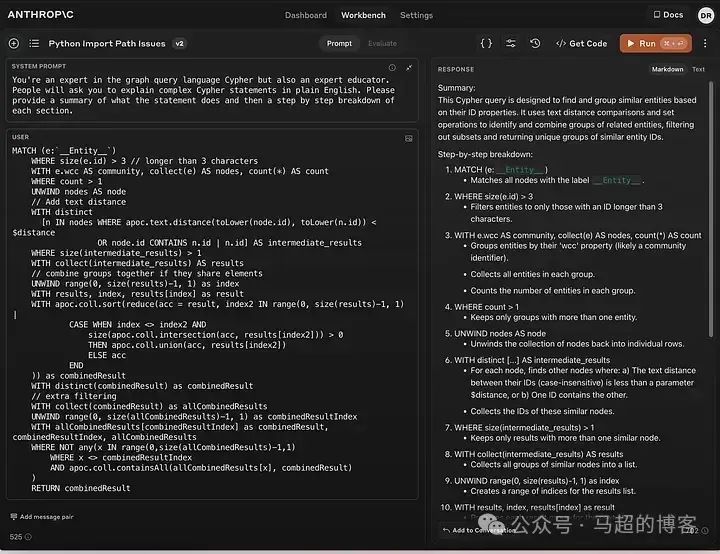 ANTHROP\C
Dashboard
Workbench
Settings
Docs
DR
Python Import Path Issues
v2
Prompt
Evaluate
{ }
</> Get Code
Run
SYSTEM PROMPT
You're an expert in the graph query language Cypher but also an expert educator.
People will ask you to explain complex Cypher statements in plain English. Please
provide a summary of what the statement does and then a step by step breakdown of
each section.
USER
MATCH (e:`__Entity__`)
WHERE size(e.id) > 3 // longer than 3 characters
WITH e.wcc AS community, collect(e) AS nodes, count(*) AS count
WHERE count > 1
UNWIND nodes AS node
// Add text distance
WITH distinct
[n IN nodes WHERE apoc.text.distance(toLower(node.id), toLower(n.id)) <
$distance
OR node.id CONTAINS n.id | n.id] AS intermediate_results
WHERE size(intermediate_results) > 1
WITH collect(intermediate_results) AS results
// combine groups together if they share elements
UNWIND range(0, size(results)-1, 1) as index
WITH results, index, results[index] as result
WITH apoc.coll.sort(reduce(acc = result, index2 IN range(0, size(results)-1, 1)
|
CASE WHEN index <> index2 AND
size(apoc.coll.intersection(acc, results[index2])) > 0
THEN apoc.coll.union(acc, results[index2])
ELSE acc
END
)) as combinedResult
WITH distinct(combinedResult) as combinedResult
// extra filtering
WITH collect(combinedResult) as allCombinedResults
UNWIND range(0, size(allCombinedResults)-1, 1) as combinedResultIndex
WITH allCombinedResults[combinedResultIndex] as combinedResult,
combinedResultIndex, allCombinedResults
WHERE NOT any(x IN range(0,size(allCombinedResults)-1,1)
WHERE x <> combinedResultIndex
AND apoc.coll.containsAll(allCombinedResults[x], combinedResult)
)
RETURN combinedResult
Add message pair
525
RESPONSE
Markdown
Text
Summary:
This Cypher query is designed to find and group similar entities based
on their ID properties. It uses text distance comparisons and set
operations to identify and combine groups of related entities, filtering
out subsets and returning unique groups of similar entity IDs.
Step-by-step breakdown:
1. MATCH (e:`__Entity__`)
• Matches all nodes with the label __Entity__.
2. WHERE size(e.id) > 3
• Filters entities to only those with an ID longer than 3
characters.
3. WITH e.wcc AS community, collect(e) AS nodes, count(*) AS count
• Groups entities by their 'wcc' property (likely a community
identifier).
• Collects all entities in each group.
• Counts the number of entities in each group.
4. WHERE count > 1
• Keeps only groups with more than one entity.
5. UNWIND nodes AS node
• Unwinds the collection of nodes back into individual rows.
6. WITH distinct [...] AS intermediate_results
• For each node, finds other nodes where: a) The text distance
between their IDs (case-insensitive) is less than a parameter
$distance, or b) One ID contains the other.
• Collects the IDs of these similar nodes.
7. WHERE size(intermediate_results) > 1
• Keeps only results with more than one similar node.
8. WITH collect(intermediate_results) AS results
• Collects all groups of similar nodes into a list.
9. UNWIND range(0, size(results)-1, 1) as index
• Creates a range of indices for the results list.
10. WITH results, index, results[index] as result
Add to Conversation
公众号 · 马超的博客